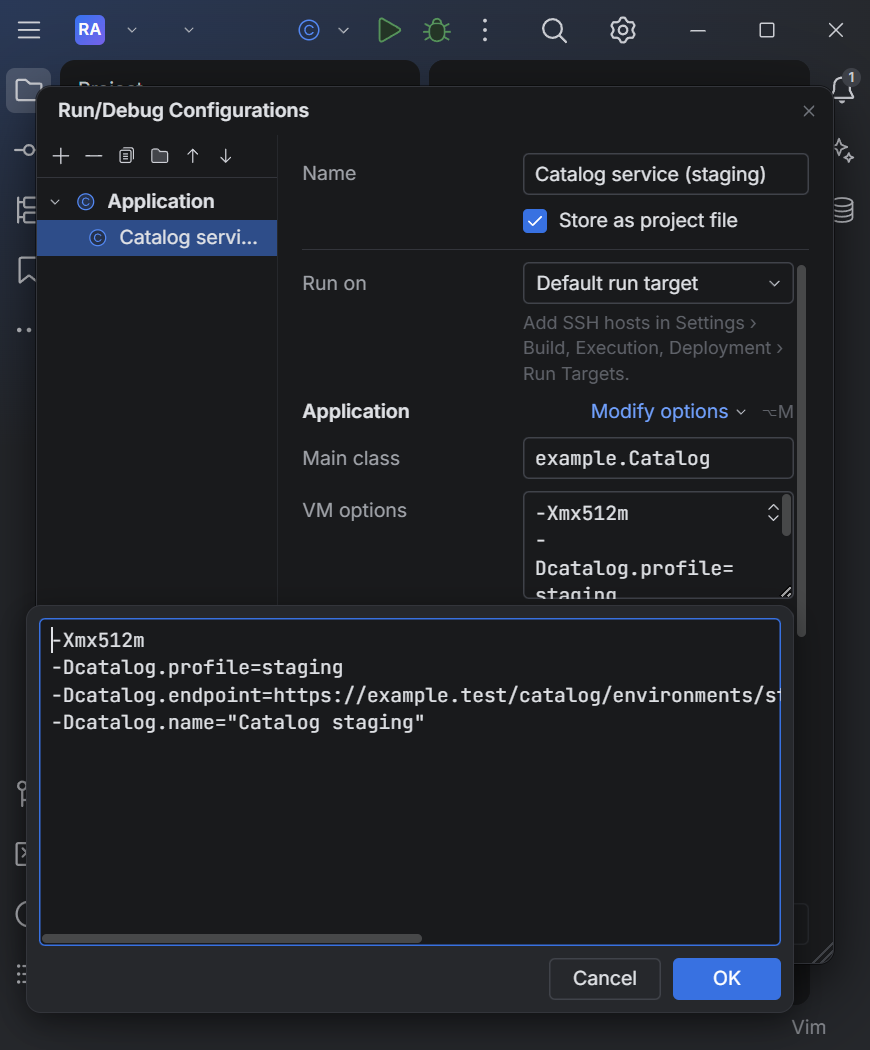 RA
1
Project
Run/Debug Configurations
Name
Catalog service (staging)
Store as project file
Application
Catalog servi...
Run on
Default run target
Add SSH hosts in Settings ›
Build, Execution, Deployment ›
Run Targets.
Application
Modify options
⌥M
Main class
example.Catalog
VM options
-Xmx512m
-
Dcatalog.profile=
staging
-Xmx512m
-Dcatalog.profile=staging
-Dcatalog.endpoint=https://example.test/catalog/environments/st
-Dcatalog.name="Catalog staging"
Cancel
OK
Vim